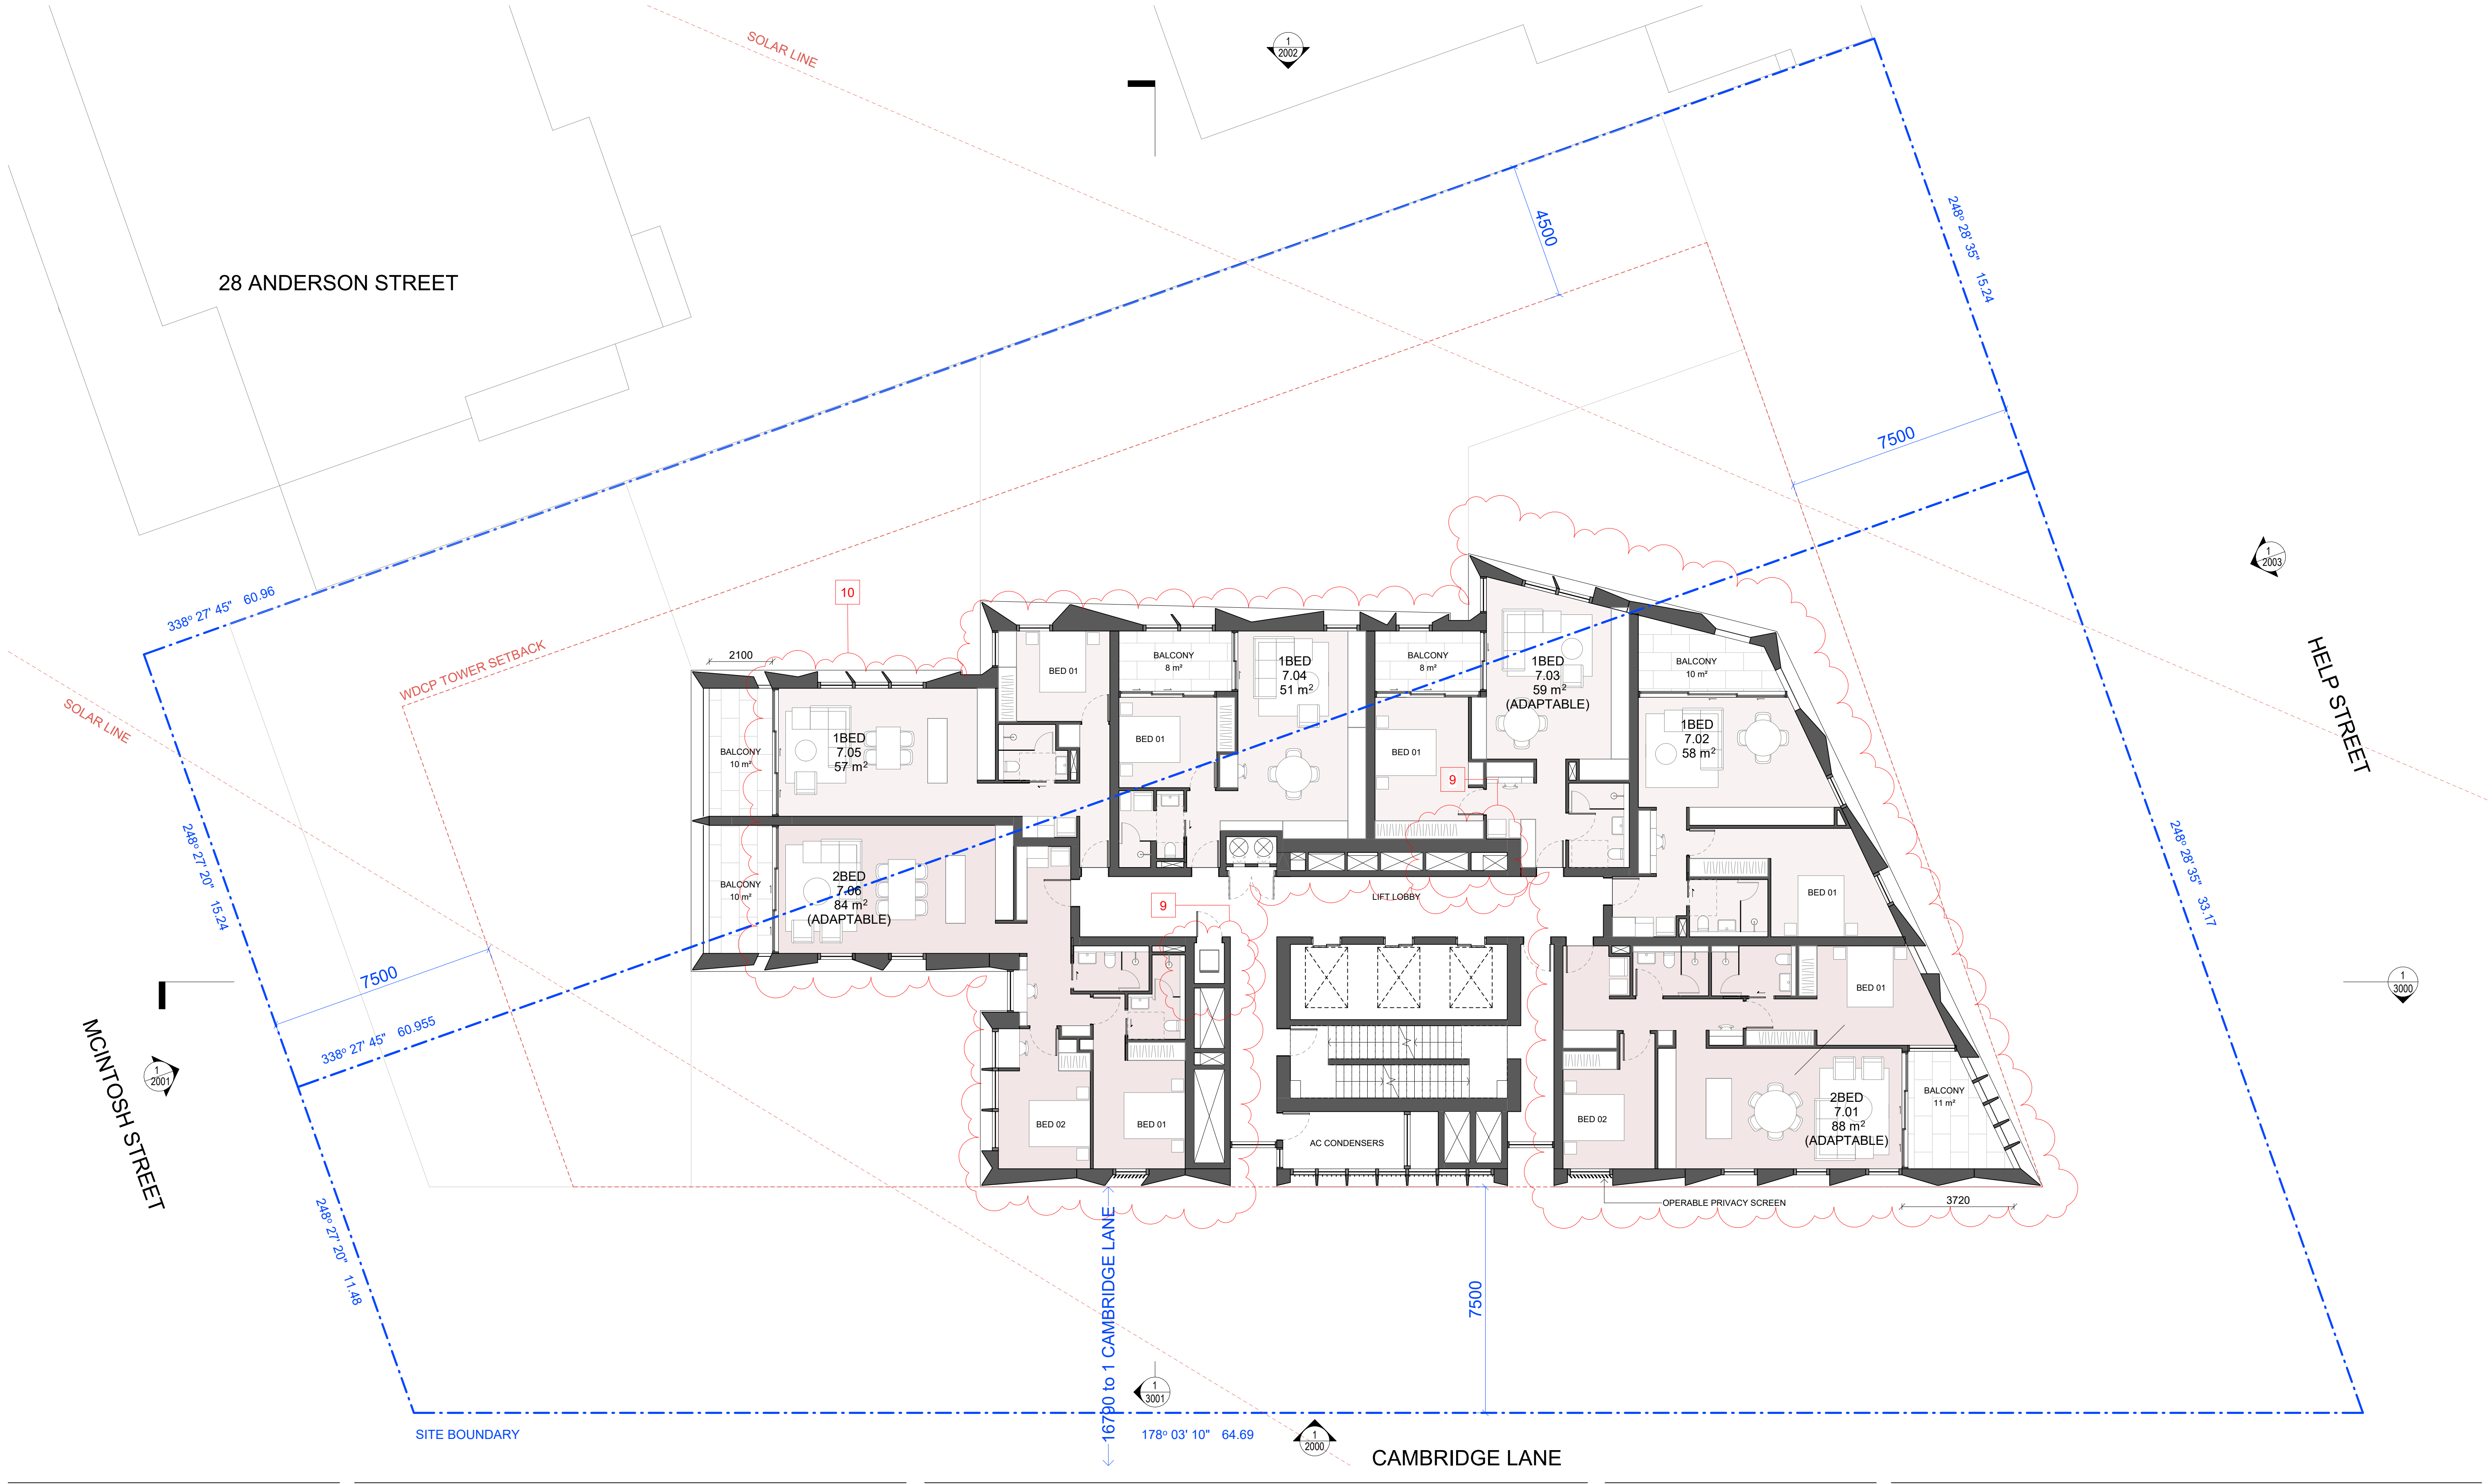 SOLAR LINE
1
2002
248° 28' 35" 15.24
4500
28 ANDERSON STREET
7500
1
2003
338° 27' 45" 60.96
10
WDCP TOWER SETBACK
2100
SOLAR LINE
HELP STREET
BED 01
BALCONY
8 m²
1BED
7.04
51 m²
BALCONY
8 m²
1BED
7.03
59 m²
(ADAPTABLE)
BALCONY
10 m²
1BED
7.02
58 m²
BALCONY
10 m²
1BED
7.05
57 m²
BED 01
BED 01
9
248° 27' 20" 15.24
248° 28' 35" 33.17
BALCONY
10 m²
2BED
7.06
84 m²
(ADAPTABLE)
9
LIFT LOBBY
BED 01
7500
BED 01
1
3000
338° 27' 45" 60.955
MCINTOSH STREET
1
2001
BED 02
BED 01
AC CONDENSERS
BED 02
2BED
7.01
88 m²
(ADAPTABLE)
BALCONY
11 m²
OPERABLE PRIVACY SCREEN
3720
248° 27' 20" 11.48
16790 to 1 CAMBRIDGE LANE
7500
1
3001
SITE BOUNDARY
178° 03' 10" 64.69
1
2000
CAMBRIDGE LANE